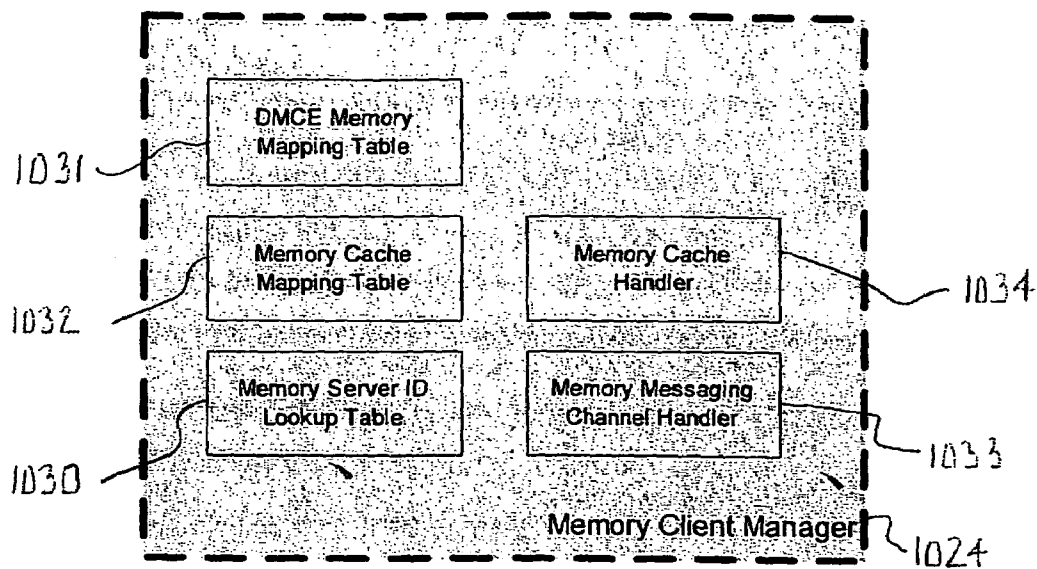 DMCE Memory
Mapping Table
1031
Memory Cache
Mapping Table
1032
Memory Cache
Handler
1034
Memory Server ID
Lookup Table
1030
Memory Messaging
Channel Handler
1033
Memory Client Manager
1024